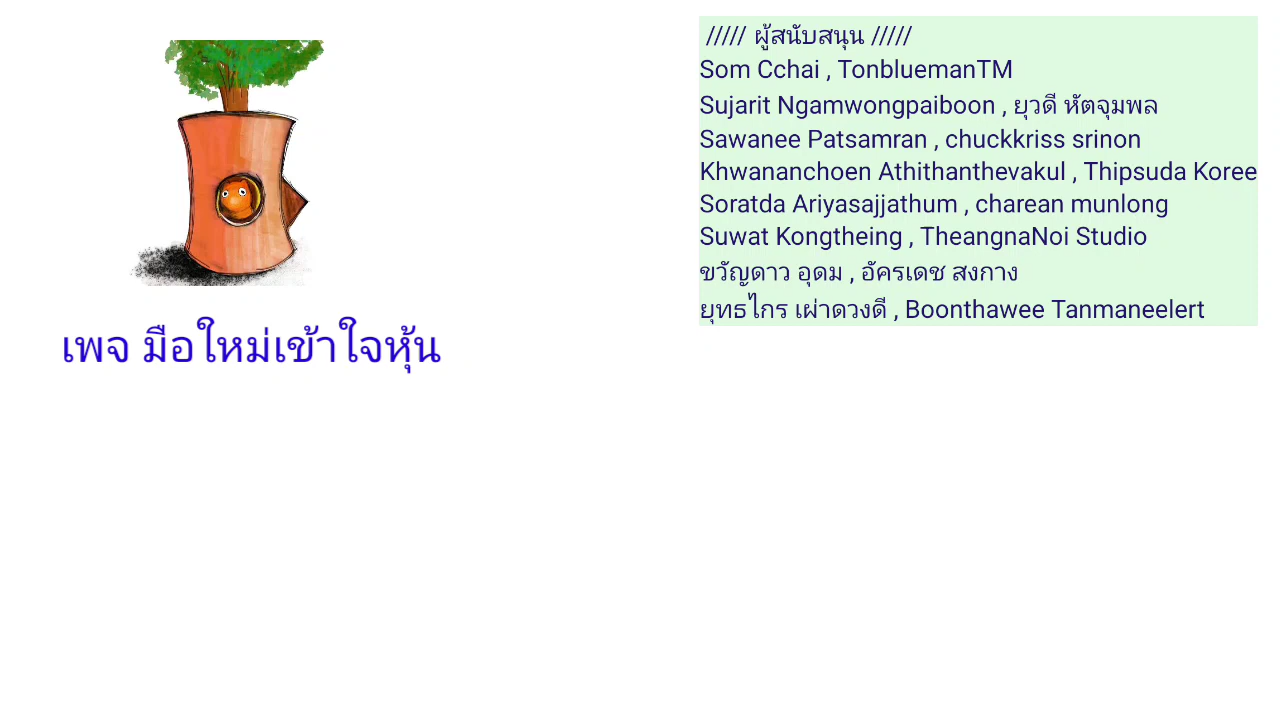 ///// ผู้สนับสนุน /////
Som Cchai , TonbluemanTM
Sujarit Ngamwongpaiboon , ยุวดี หัตจุมพล
Sawanee Patsamran , chuckkriss srinon
Khwananchoen Athithanthevakul , Thipsuda Koree
Soratda Ariyasajjathum , charean munlong
Suwat Kongtheing , TheangnaNoi Studio
ขวัญดาว อุดม , อัครเดช สงกาง
ยุทธไกร เผ่าดวงดี , Boonthawee Tanmaneelert
เพจ มือใหม่เข้าใจหุ้น